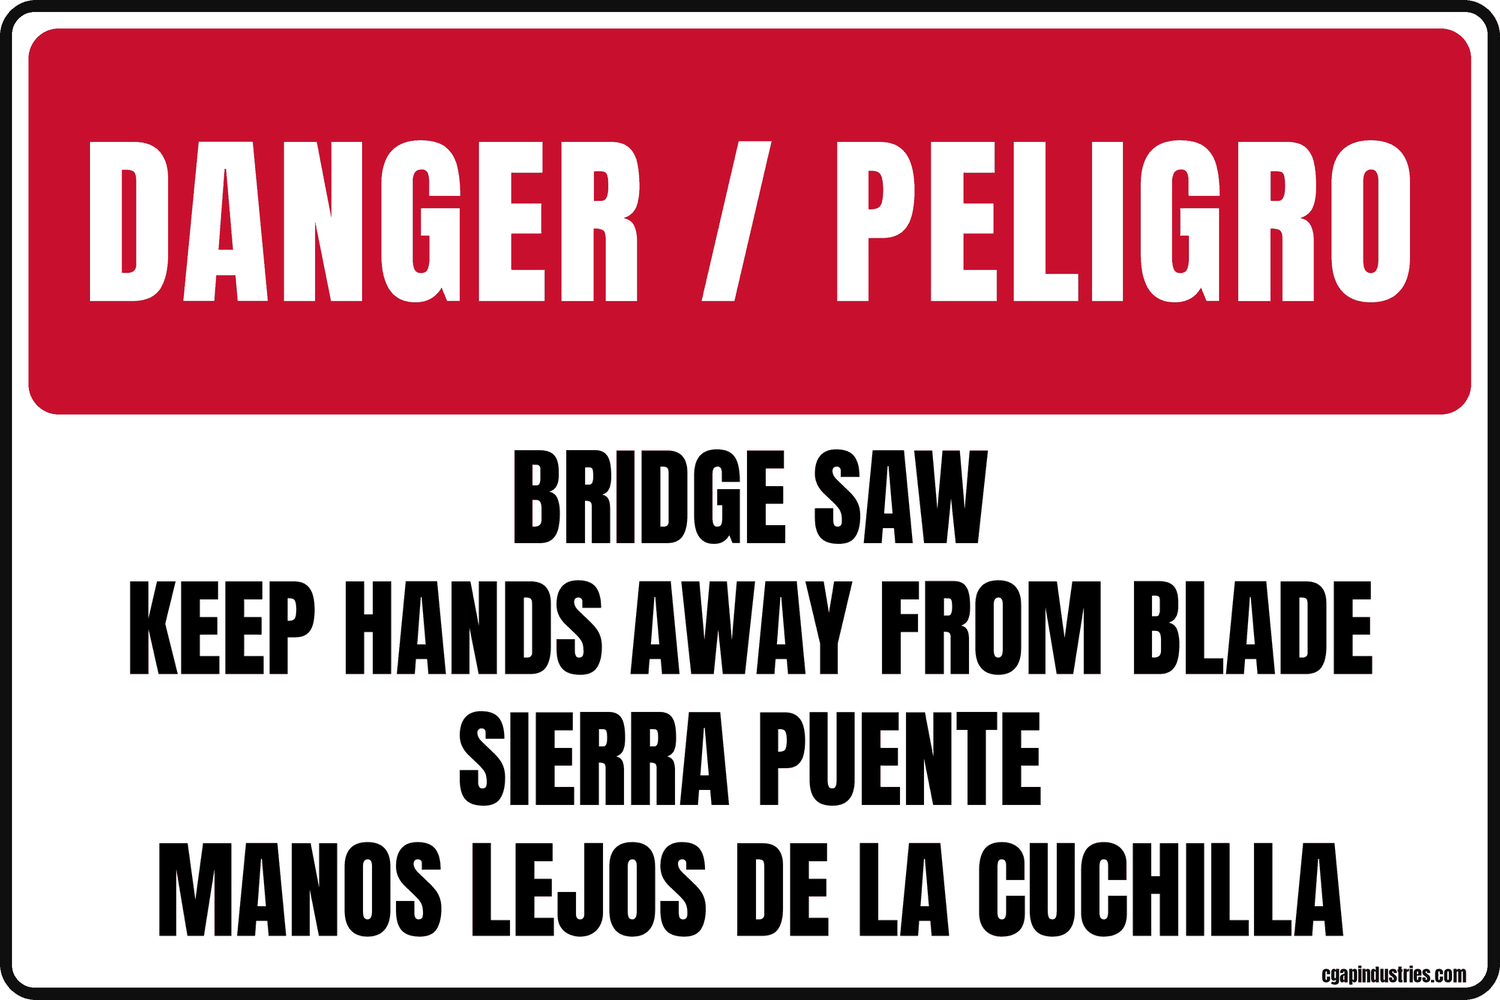 DANGER / PELIGRO
BRIDGE SAW
KEEP HANDS AWAY FROM BLADE
SIERRA PUENTE
MANOS LEJOS DE LA CUCHILLA
cgapindustries.com